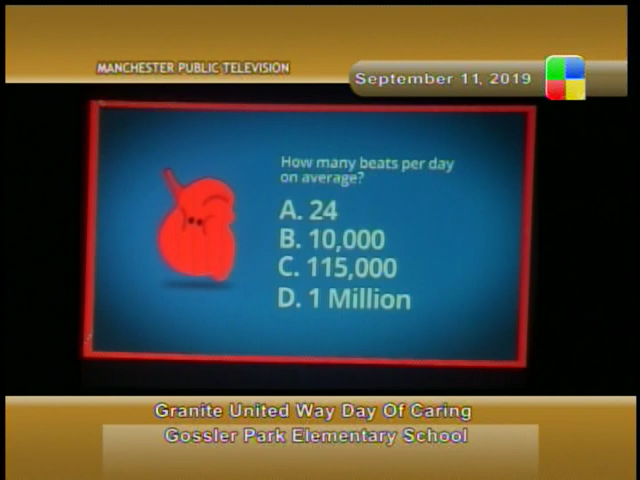 MANCHESTER PUBLIC TELEVISION
September 11, 2019
How many beats per day
on average?
A. 24
B. 10,000
C. 115,000
D. 1 Million
Granite United Way Day Of Caring
Gossler Park Elementary School